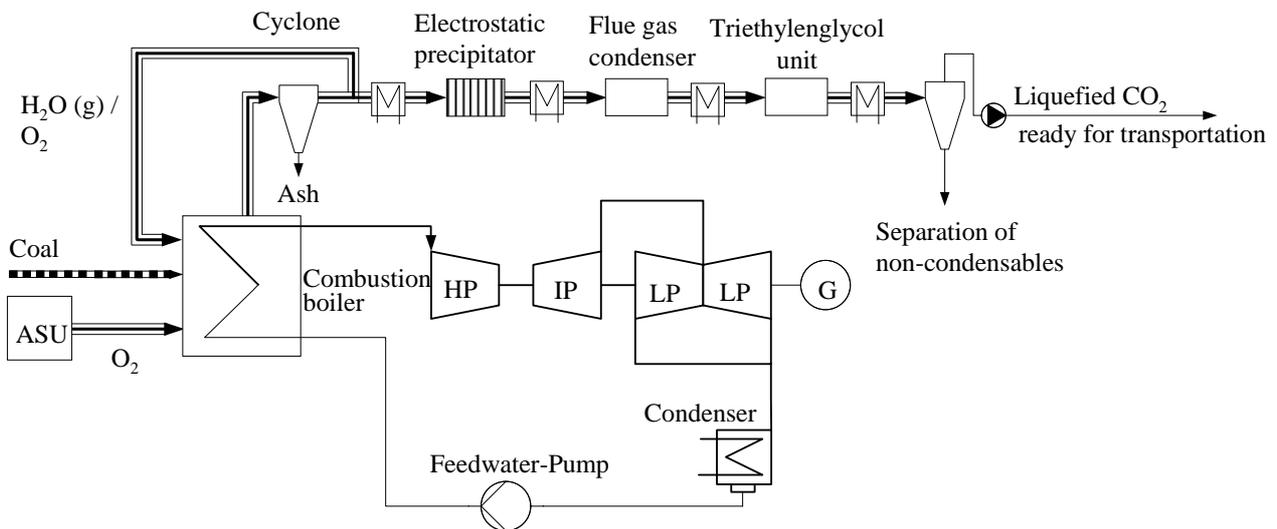 Cyclone
Electrostatic
precipitator
Flue gas
condenser
Triethylenglycol
unit
H₂O (g) /
O₂
Liquefied CO₂
ready for transportation
Ash
Separation of
non-condensables
Coal
Combustion
boiler
HP
IP
LP
LP
G
ASU
O₂
Condenser
Feedwater-Pump